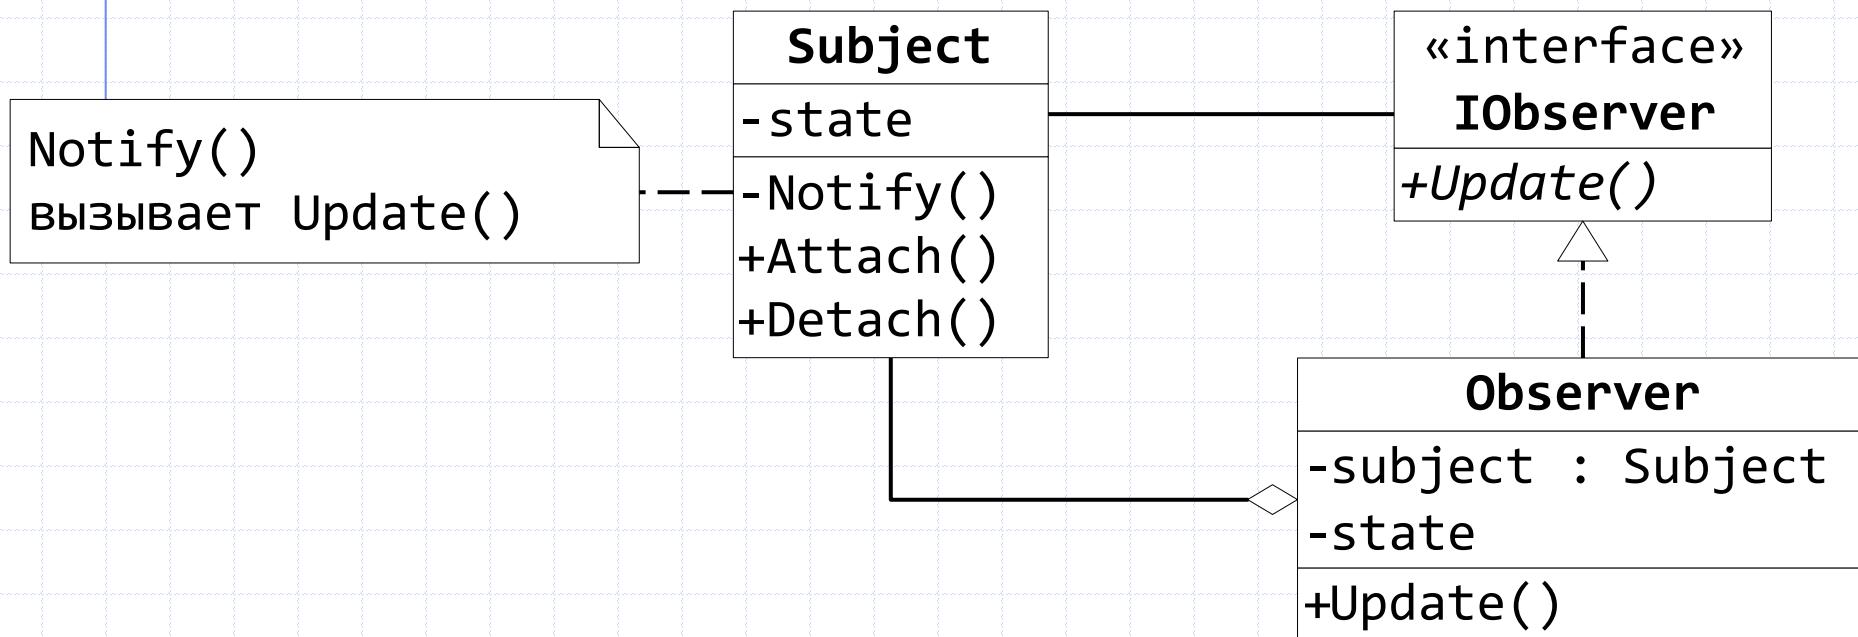 Notify()
вызывает Update()
Subject
-state
-Notify()
+Attach()
+Detach()
«interface»
IObserver
+Update()
Observer
-subject : Subject
-state
+Update()